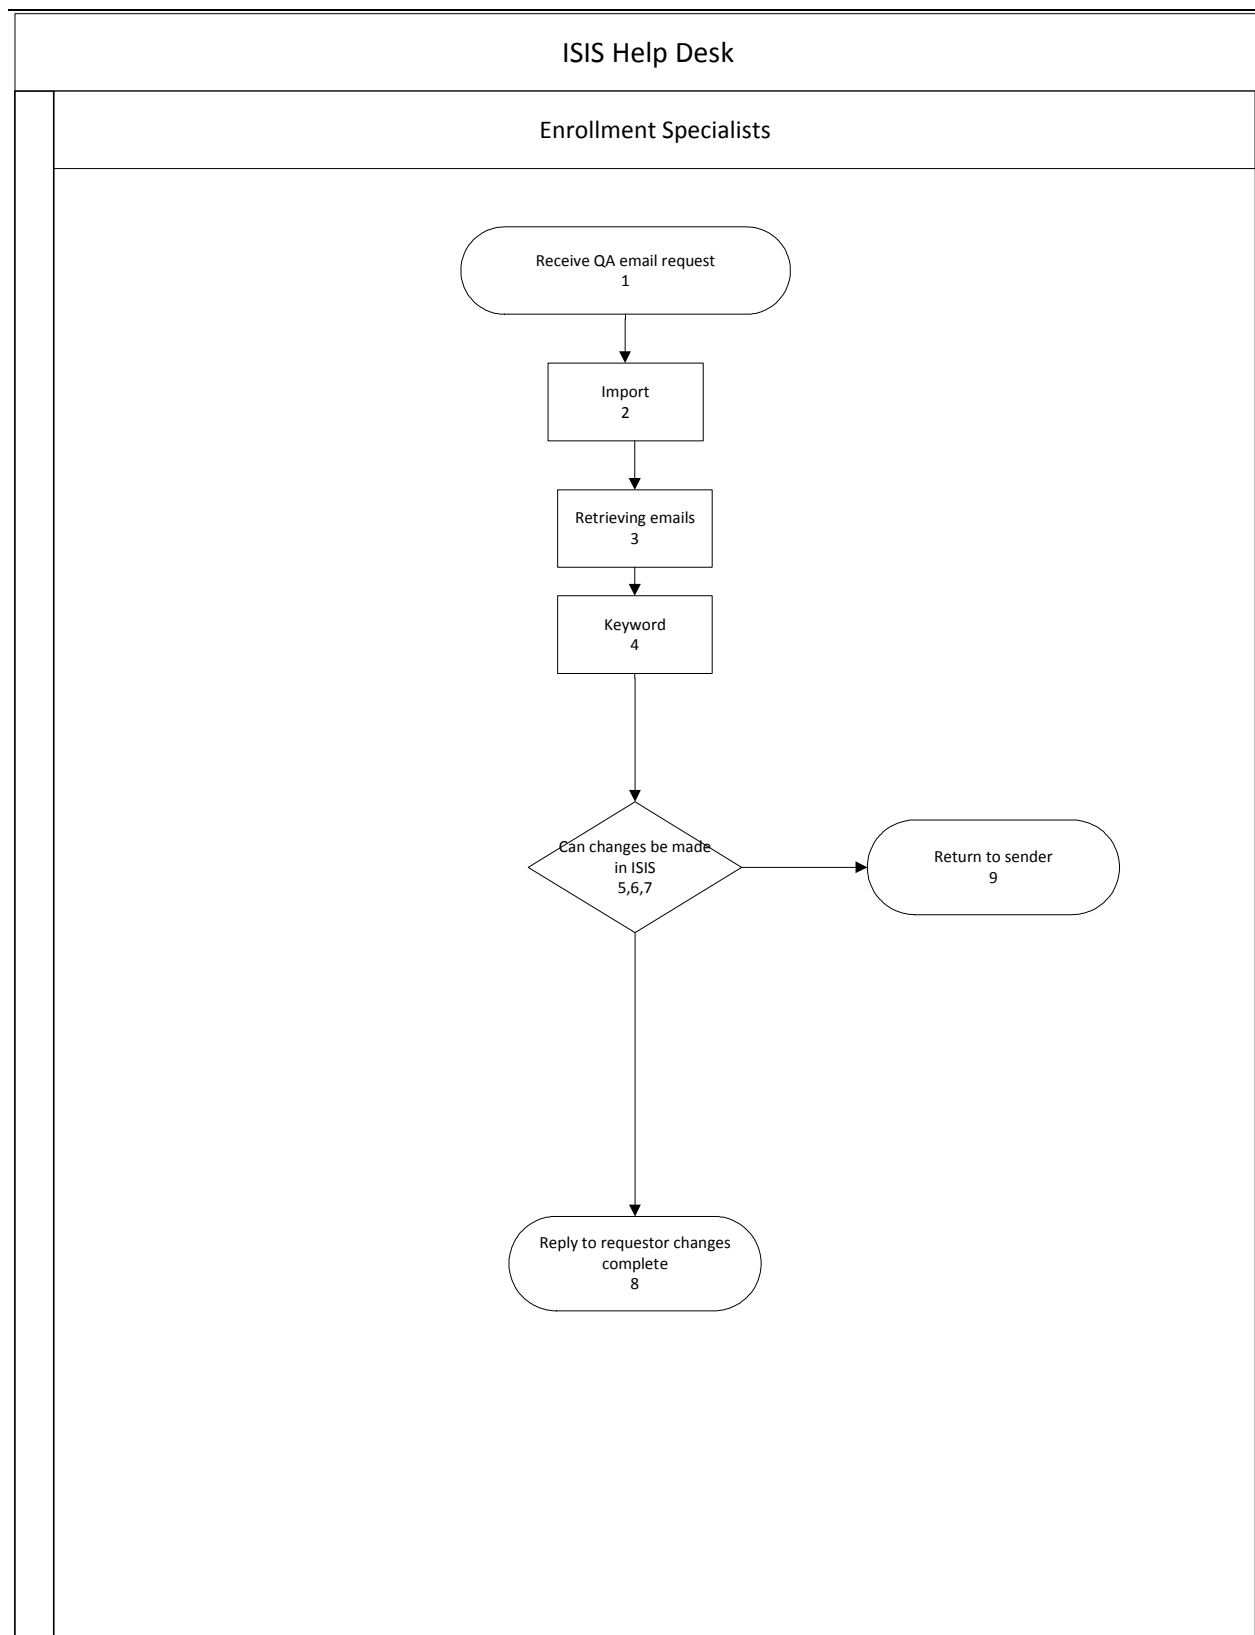 ISIS Help Desk
Enrollment Specialists
Receive QA email request
1
Import
2
Retrieving emails
3
Keyword
4
Can changes be made
in ISIS
5,6,7
Return to sender
9
Reply to requestor changes
complete
8